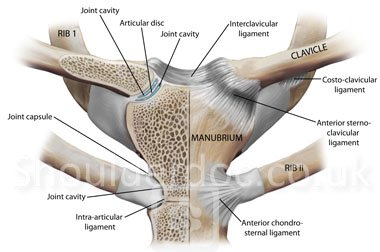 Joint cavity
Articular disc
Joint cavity
Interclavicular
ligament
RIB 1
CLAVICLE
Costo-clavicular
ligament
Joint capsule
MANUBRIUM
Anterior sterno-
clavicular
ligament
RIB II
Joint cavity
Intra-articular
ligament
Anterior chondro-
sternal ligament